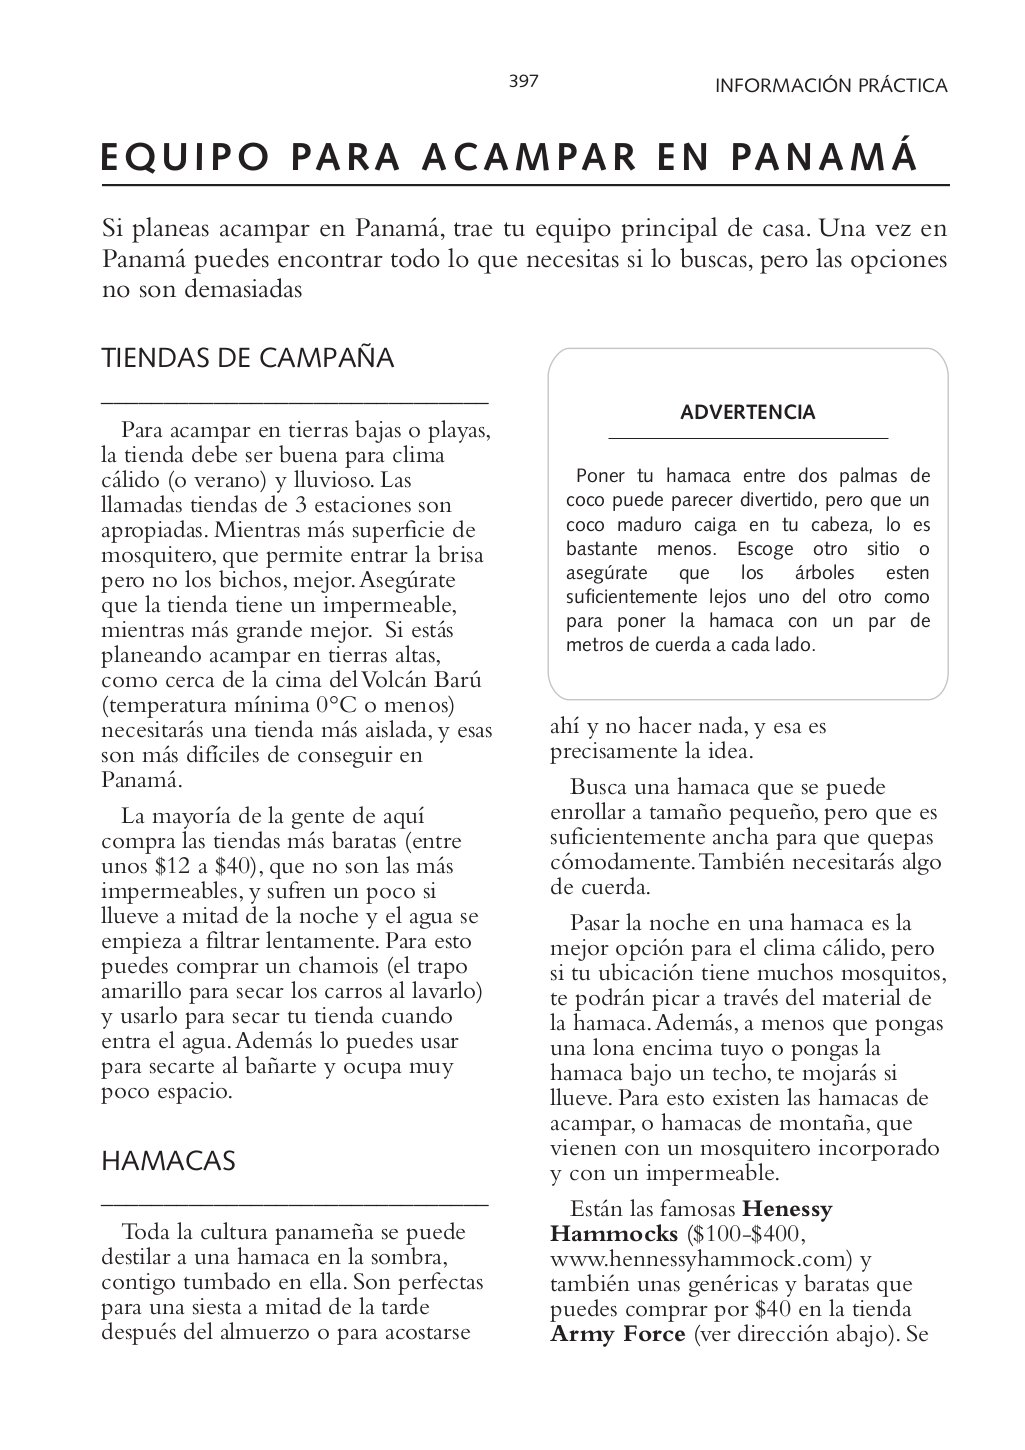 397
INFORMACIÓN PRÁCTICA
EQUIPO PARA ACAMPAR EN PANAMÁ
Si planeas acampar en Panamá, trae tu equipo principal de casa. Una vez en
Panamá puedes encontrar todo lo que necesitas si lo buscas, pero las opciones
no son demasiadas
TIENDAS DE CAMPAÑA
Para acampar en tierras bajas o playas,
la tienda debe ser buena para clima
cálido (o verano) y lluvioso. Las
llamadas tiendas de 3 estaciones son
apropiadas. Mientras más superficie de
mosquitero, que permite entrar la brisa
pero no los bichos, mejor. Asegúrate
que la tienda tiene un impermeable,
mientras más grande mejor.  Si estás
planeando acampar en tierras altas,
como cerca de la cima del Volcán Barú
(temperatura mínima 0°C o menos)
necesitarás una tienda más aislada, y esas
son más difíciles de conseguir en
Panamá.
La mayoría de la gente de aquí
compra las tiendas más baratas (entre
unos $12 a $40), que no son las más
impermeables, y sufren un poco si
llueve a mitad de la noche y el agua se
empieza a filtrar lentamente. Para esto
puedes comprar un chamois (el trapo
amarillo para secar los carros al lavarlo)
y usarlo para secar tu tienda cuando
entra el agua. Además lo puedes usar
para secarte al bañarte y ocupa muy
poco espacio.
HAMACAS
Toda la cultura panameña se puede
destilar a una hamaca en la sombra,
contigo tumbado en ella. Son perfectas
para una siesta a mitad de la tarde
después del almuerzo o para acostarse
ADVERTENCIA
Poner tu hamaca entre dos palmas de
coco puede parecer divertido, pero que un
coco maduro caiga en tu cabeza, lo es
bastante menos. Escoge otro sitio o
asegúrate que los árboles esten
suficientemente lejos uno del otro como
para poner la hamaca con un par de
metros de cuerda a cada lado.
ahí y no hacer nada, y esa es
precisamente la idea.
Busca una hamaca que se puede
enrollar a tamaño pequeño, pero que es
suficientemente ancha para que quepas
cómodamente. También necesitarás algo
de cuerda.
Pasar la noche en una hamaca es la
mejor opción para el clima cálido, pero
si tu ubicación tiene muchos mosquitos,
te podrán picar a través del material de
la hamaca. Además, a menos que pongas
una lona encima tuyo o pongas la
hamaca bajo un techo, te mojarás si
llueve. Para esto existen las hamacas de
acampar, o hamacas de montaña, que
vienen con un mosquitero incorporado
y con un impermeable.
Están las famosas Henessy
Hammocks ($100-$400,
www.hennessyhammock.com) y
también unas genéricas y baratas que
puedes comprar por $40 en la tienda
Army Force (ver dirección abajo). Se